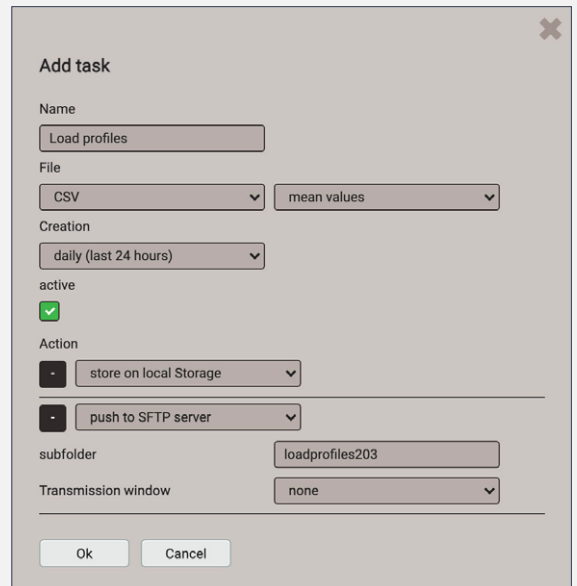 Add task
Name
Load profiles
File
CSV mean values
Creation
daily (last 24 hours)
active
Action
- store on local Storage
- push to SFTP server
subfolder loadprofiles203
Transmission window none
Ok Cancel